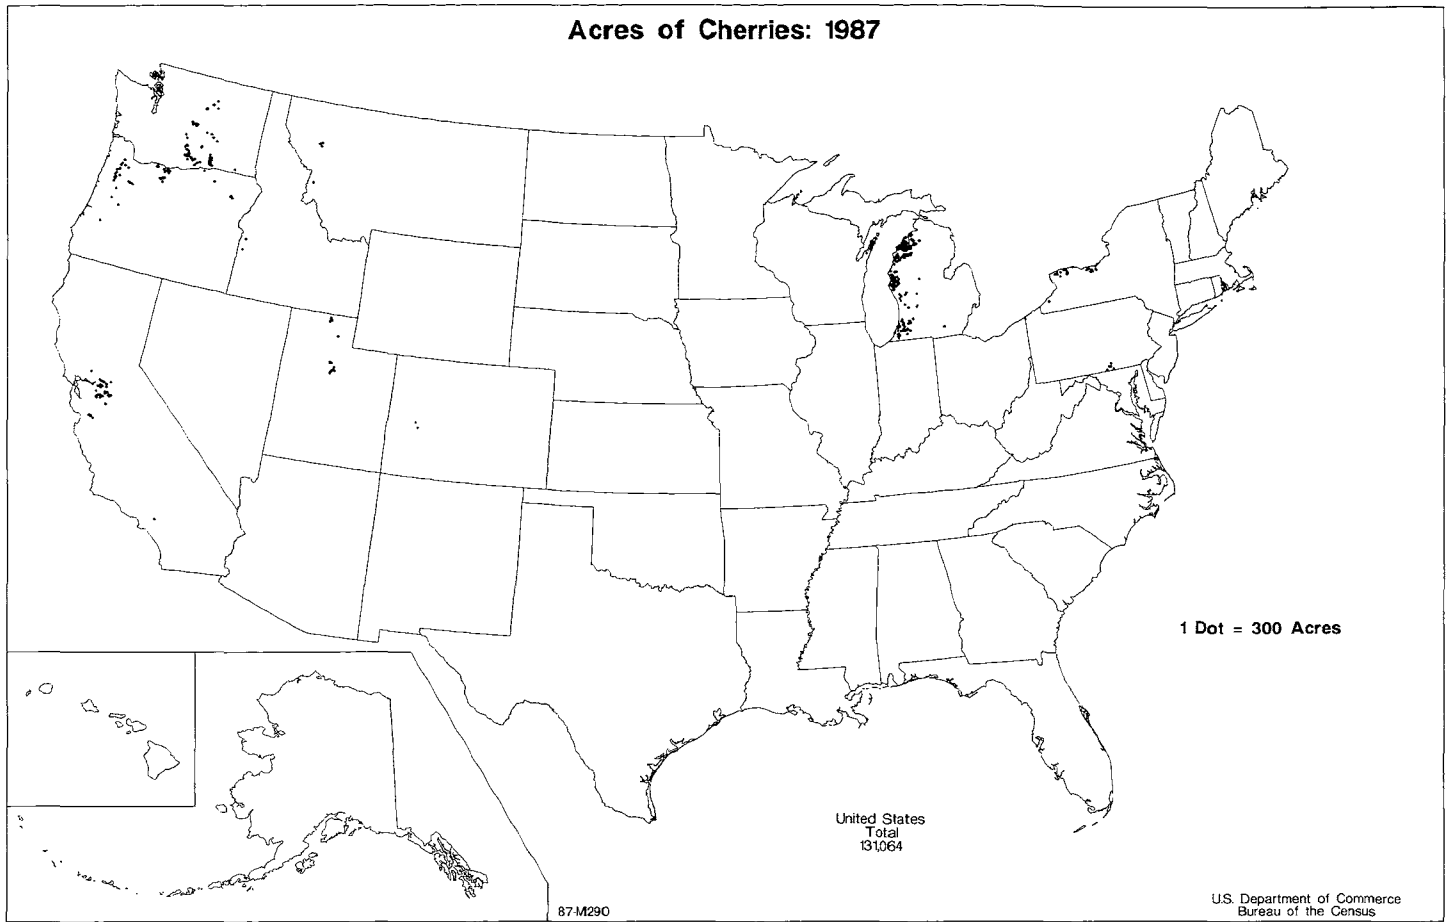 Acres of Cherries: 1987
1 Dot = 300 Acres
United States
Total
131,064
87-M290
U.S. Department of Commerce
Bureau of the Census